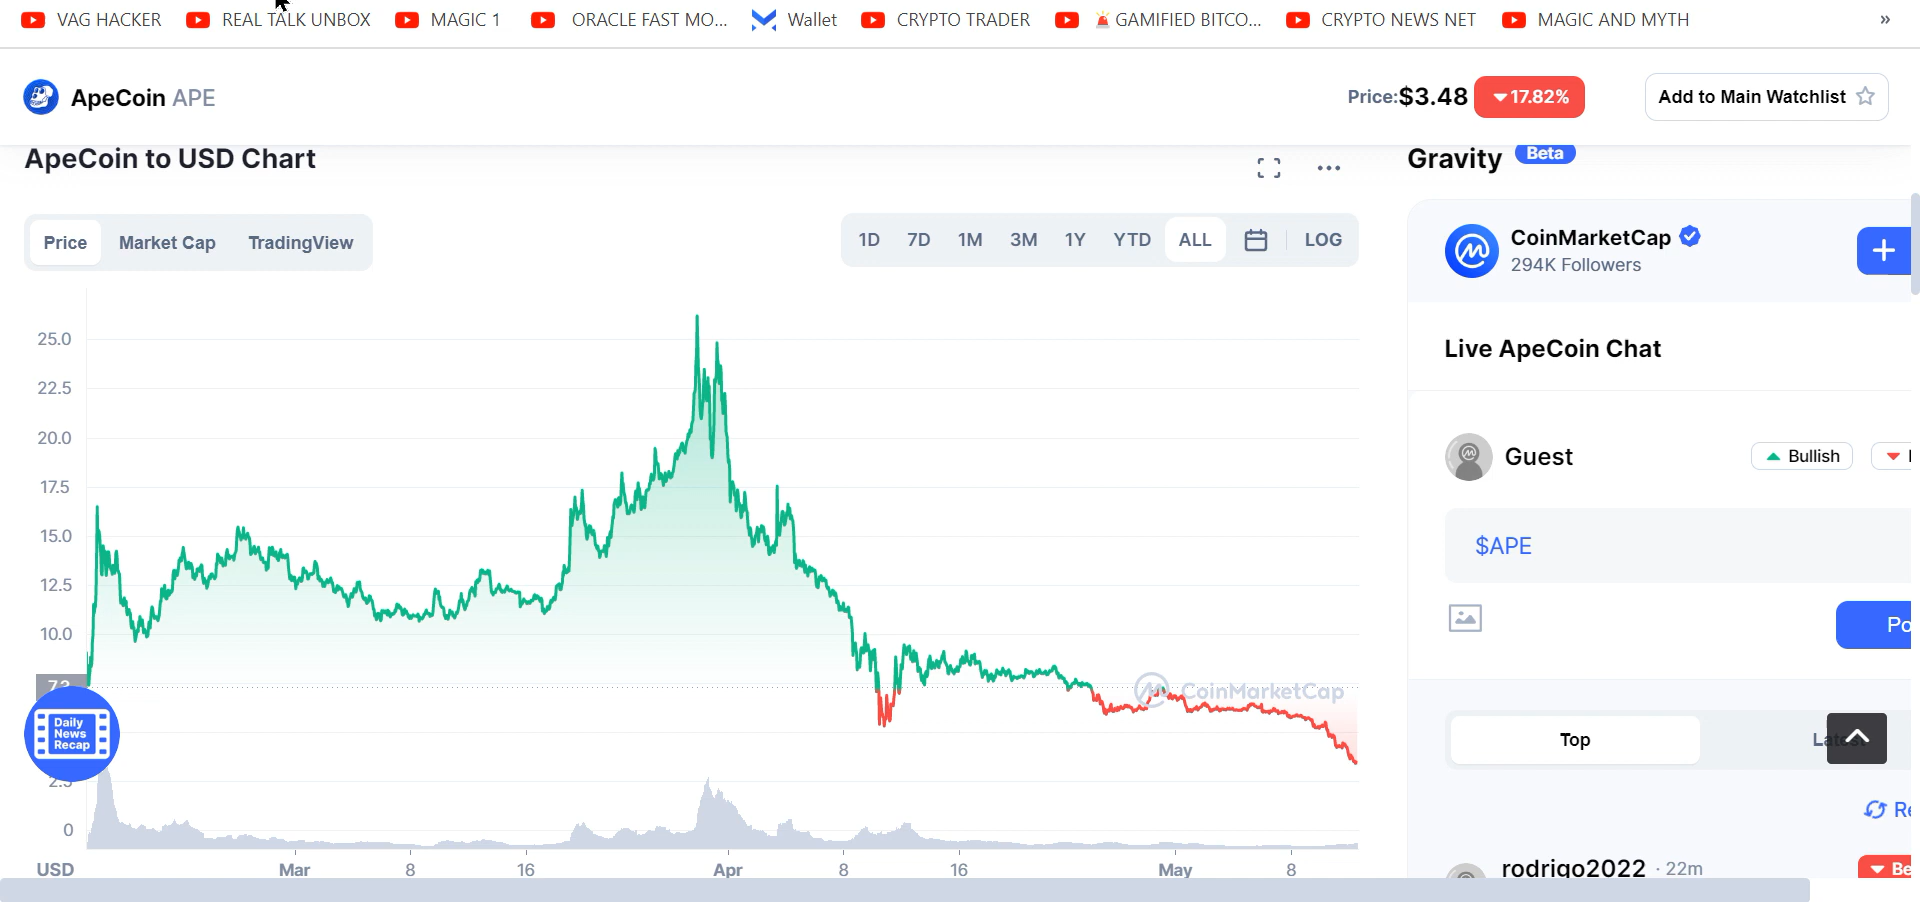 VAG HACKER REAL TALK UNBOX MAGIC 1 ORACLE FAST MO... Wallet CRYPTO TRADER GAMIFIED BITCO... CRYPTO NEWS NET MAGIC AND MYTH »
ApeCoin APE Price:$3.48 17.82% Add to Main Watchlist
ApeCoin to USD Chart
Price Market Cap TradingView
1D 7D 1M 3M 1Y YTD ALL LOG
25.0
22.5
20.0
17.5
15.0
12.5
10.0
Daily
News
Recap
0
USD Mar 8 16 Apr 8 16 May 8
CoinMarketCap
Gravity Beta
CoinMarketCap
294K Followers
Live ApeCoin Chat
Guest Bullish
$APE
Po
Top
Re
rodrigo2022 · 22m
Be